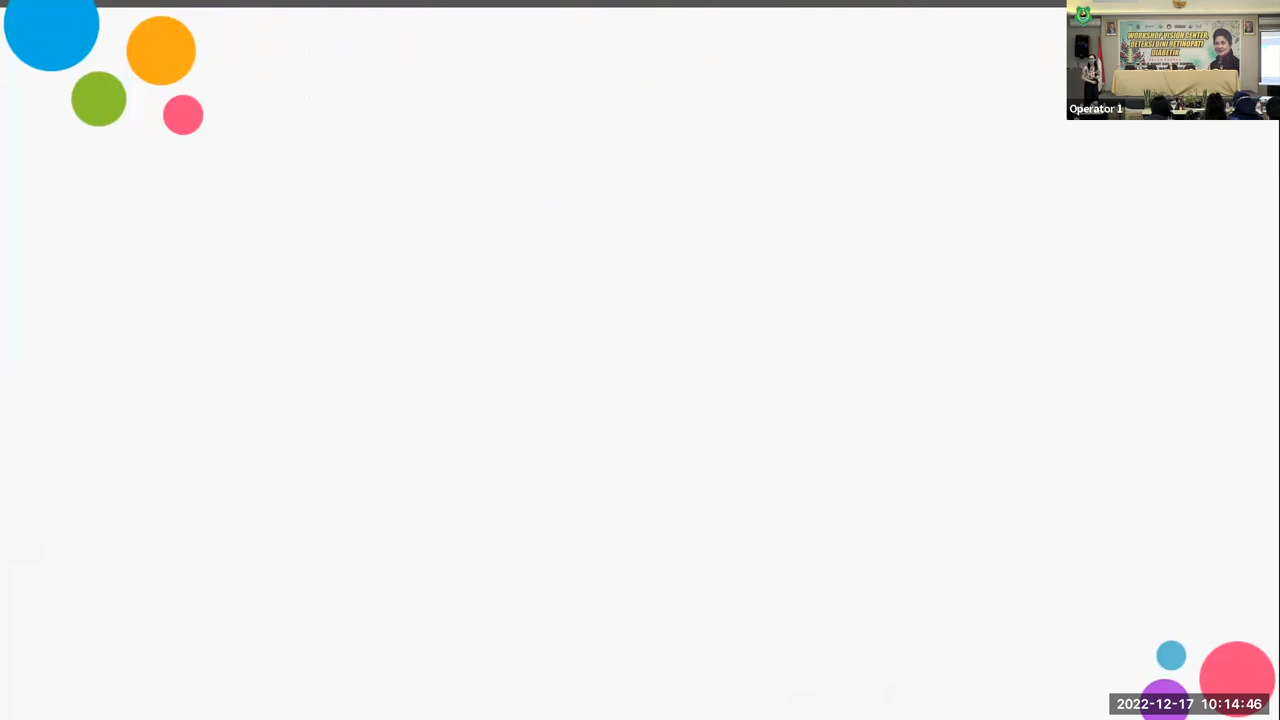 WORKSHOP VISION CENTER,
DETEKSI DINI RETINOPATI
DIABETIK
Operator 1
2022-12-17 10:14:46